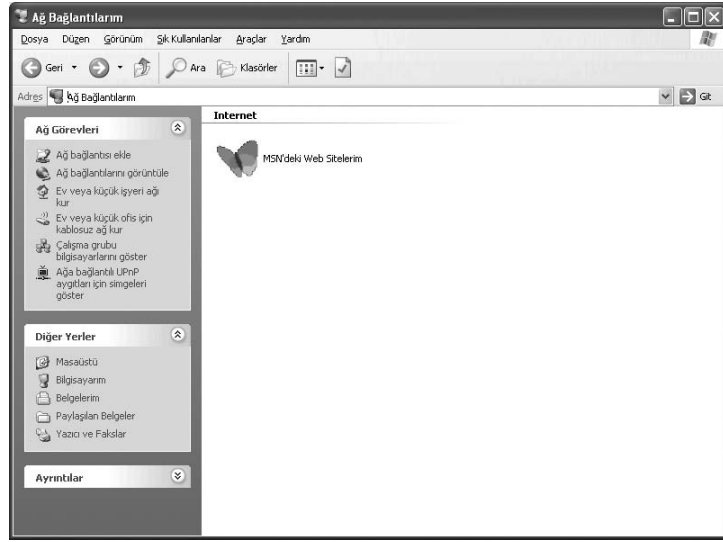 Ağ Bağlantılarım
Dosya Düzen Görünüm Sık Kullanılanlar Araçlar Yardım
Geri Ara Klasörler
Adres Ağ Bağlantılarım Git
Ağ Görevleri
Ağ bağlantısı ekle
Ağ bağlantılarını görüntüle
Ev veya küçük işyeri ağı
kur
Ev veya küçük ofis için
kablosuz ağ kur
Çalışma grubu
bilgisayarlarını göster
Ağa bağlantılı UPnP
aygıtları için simgeleri
göster
Diğer Yerler
Masaüstü
Bilgisayarım
Belgelerim
Paylaşılan Belgeler
Yazıcı ve Fakslar
Ayrıntılar
Internet
MSN'deki Web Sitelerim